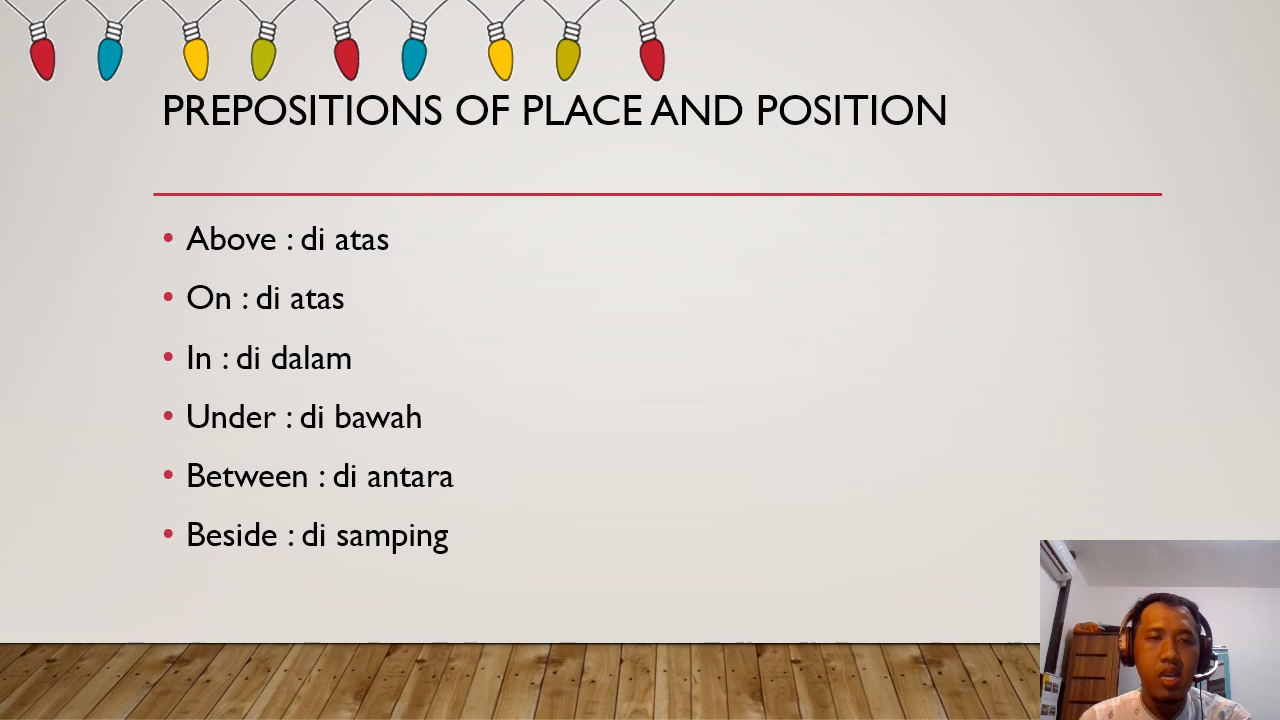 PREPOSITIONS OF PLACE AND POSITION
• Above : di atas
• On : di atas
• In : di dalam
• Under : di bawah
• Between : di antara
• Beside : di samping